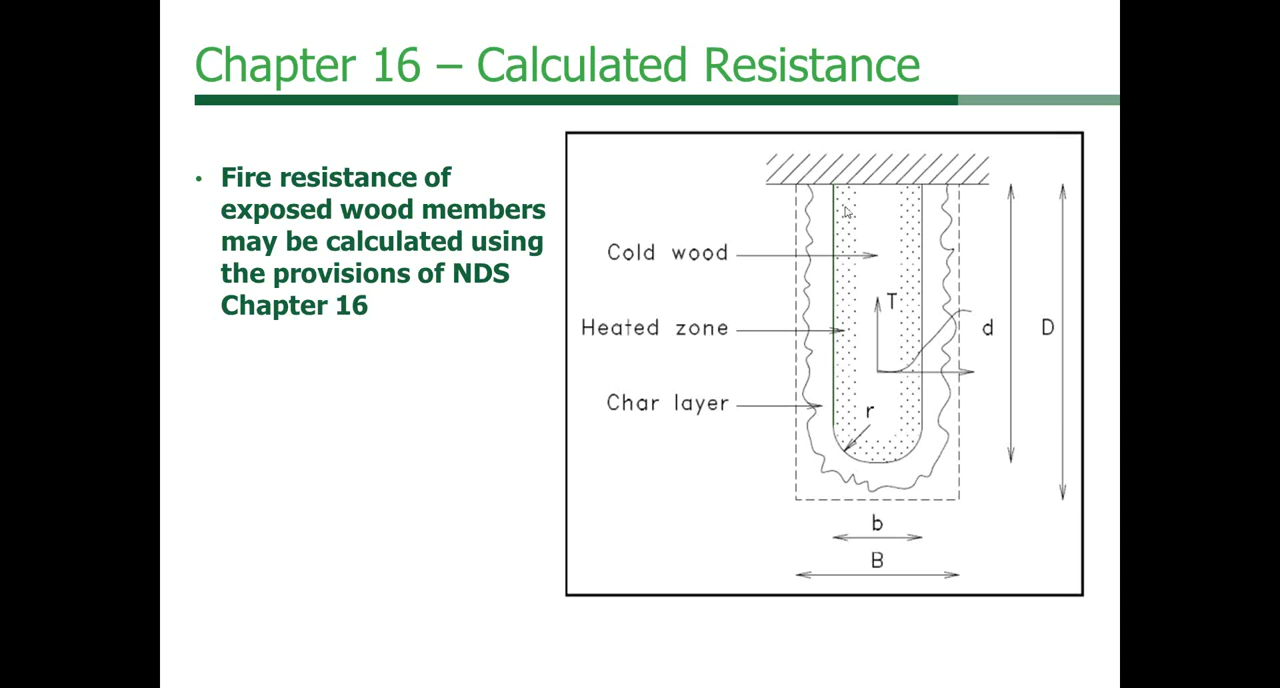 Chapter 16 – Calculated Resistance
• Fire resistance of
exposed wood members
may be calculated using
the provisions of NDS
Chapter 16
Cold wood
T
Heated zone
d
D
Char layer
r
b
B